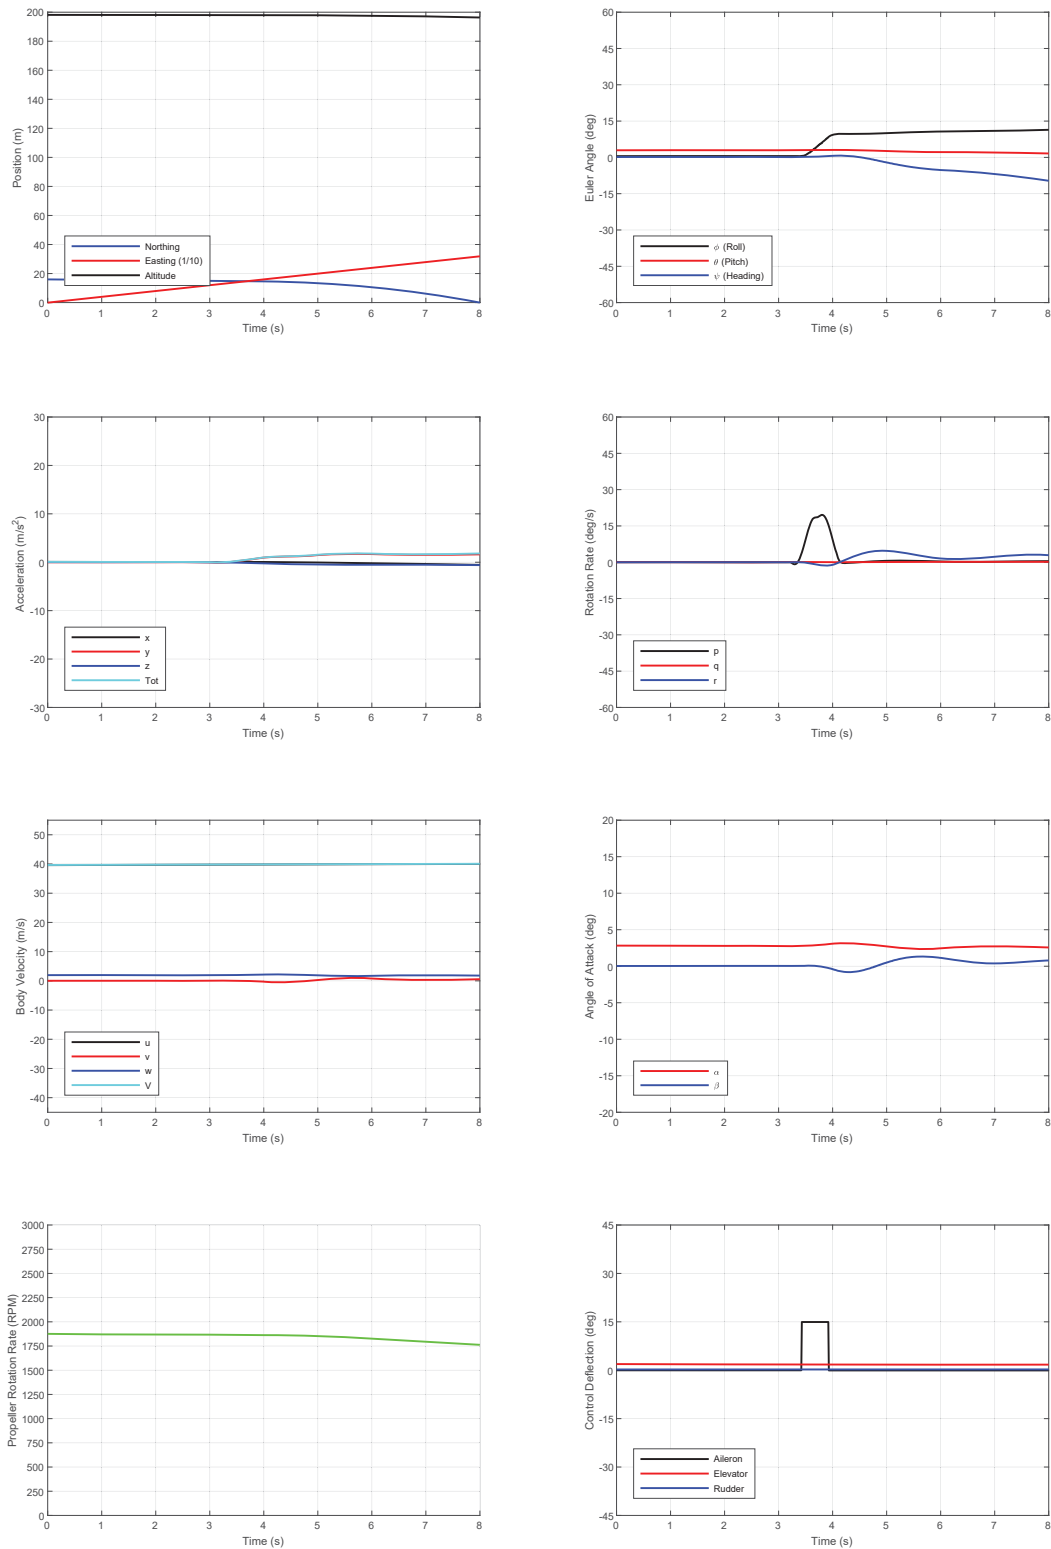 200
180
160
140
120
100
80
60
40
20
0
Position (m)
Northing
Easting (1/10)
Altitude
0 1 2 3 4 5 6 7 8
Time (s)
60
45
30
15
0
-15
-30
-45
-60
Euler Angle (deg)
ϕ (Roll)
θ (Pitch)
ψ (Heading)
0 1 2 3 4 5 6 7 8
Time (s)
30
20
10
0
-10
-20
-30
Acceleration (m/s²)
x
y
z
Tot
0 1 2 3 4 5 6 7 8
Time (s)
60
45
30
15
0
-15
-30
-45
-60
Rotation Rate (deg/s)
p
q
r
0 1 2 3 4 5 6 7 8
Time (s)
50
40
30
20
10
0
-10
-20
-30
-40
Body Velocity (m/s)
u
v
w
V
0 1 2 3 4 5 6 7 8
Time (s)
20
15
10
5
0
-5
-10
-15
-20
Angle of Attack (deg)
α
β
0 1 2 3 4 5 6 7 8
Time (s)
3000
2750
2500
2250
2000
1750
1500
1250
1000
750
500
250
0
Propeller Rotation Rate (RPM)
0 1 2 3 4 5 6 7 8
Time (s)
45
30
15
0
-15
-30
-45
Control Deflection (deg)
Aileron
Elevator
Rudder
0 1 2 3 4 5 6 7 8
Time (s)